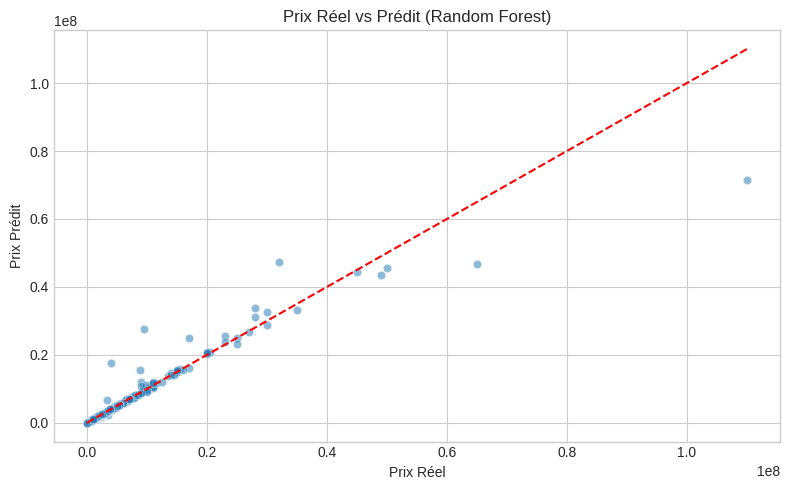 Prix Réel vs Prédit (Random Forest)
1e8
1.0
0.8
0.6
0.4
0.2
0.0
Prix Prédit
0.0 0.2 0.4 0.6 0.8 1.0
1e8
Prix Réel